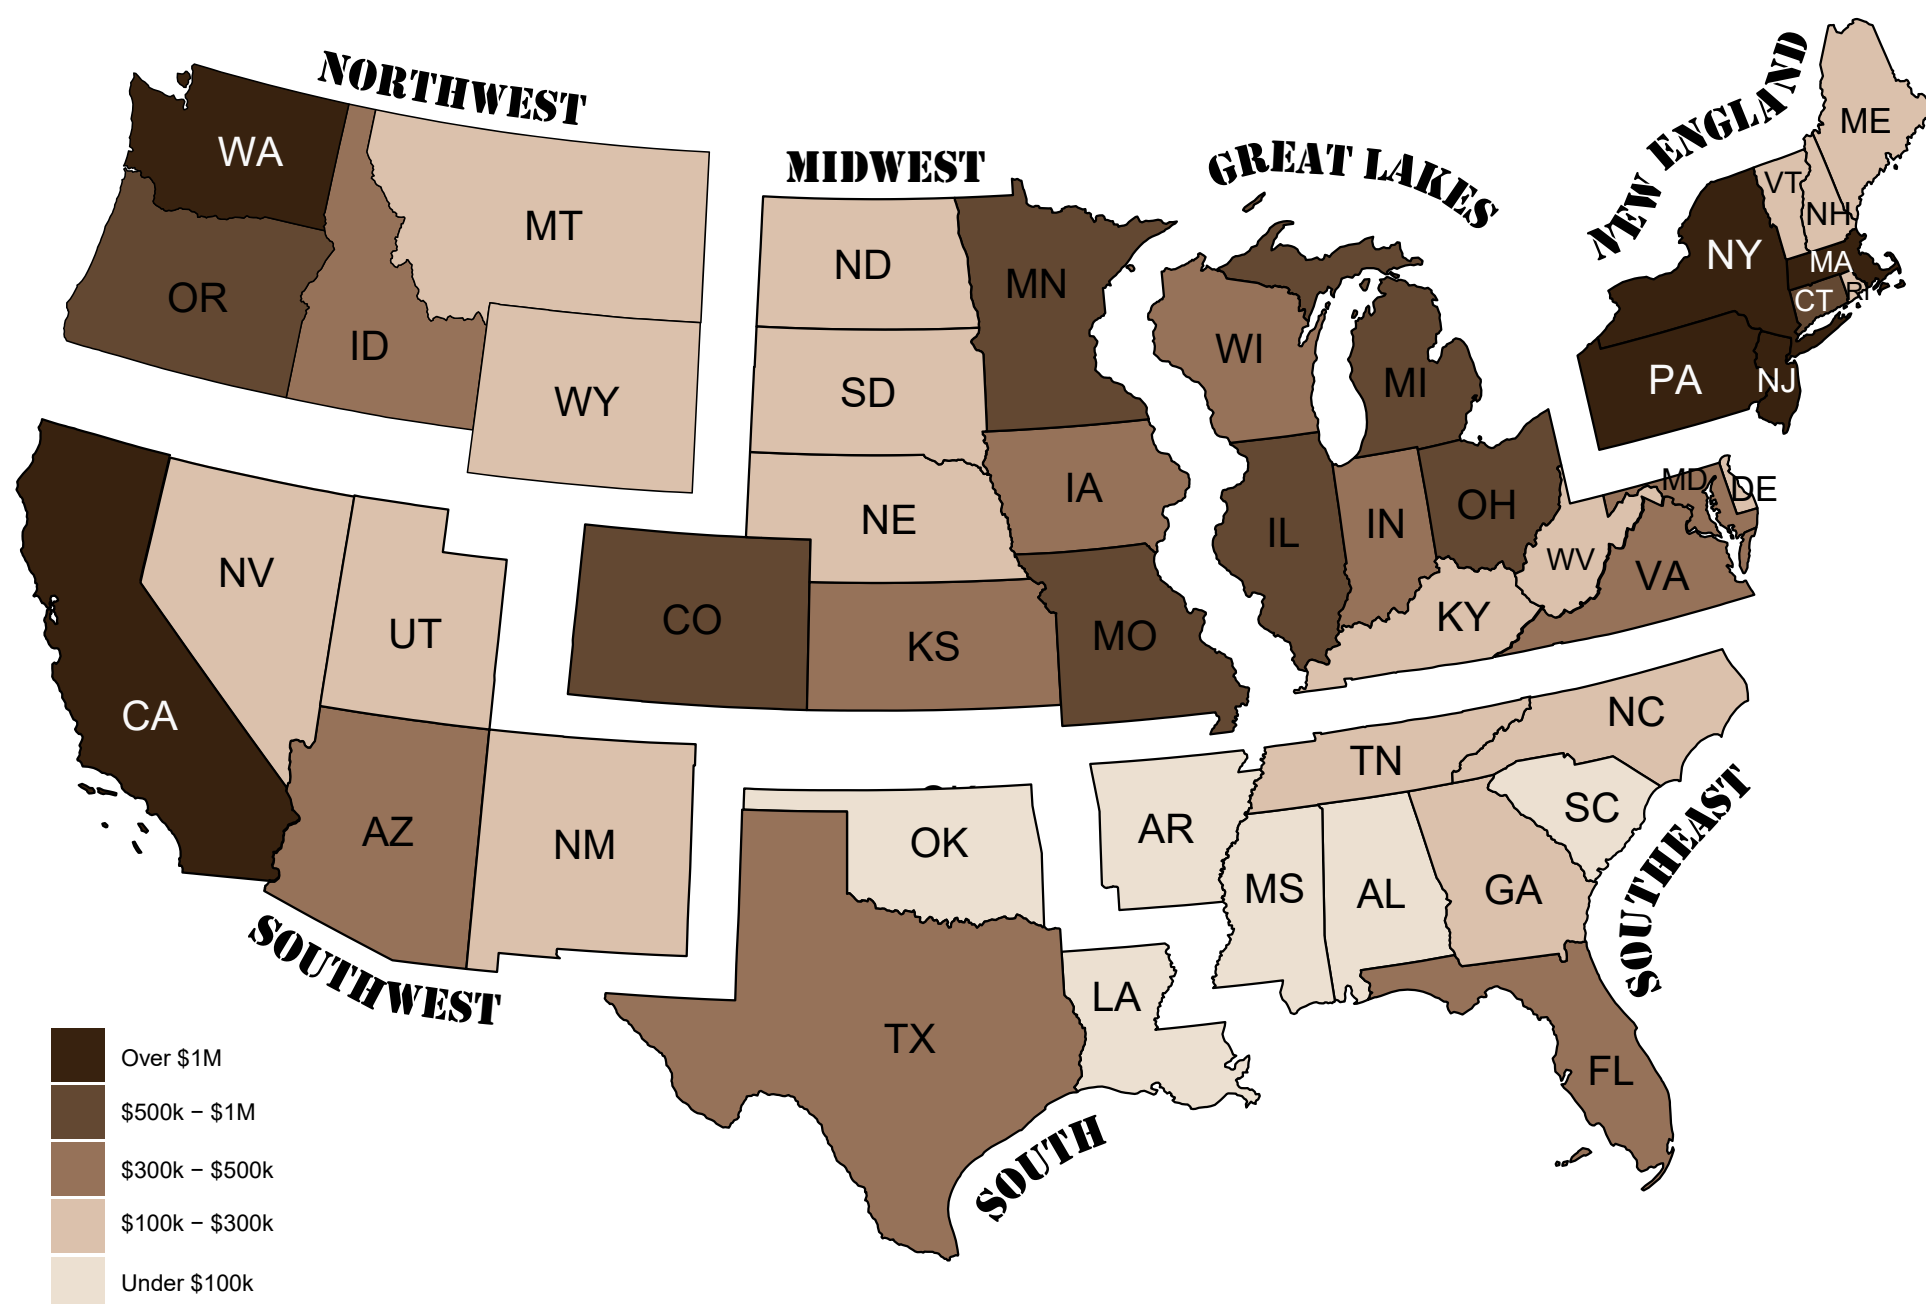 NORTHWEST
MIDWEST
GREAT LAKES
NEW ENGLAND
WA
OR
ID
MT
WY
ND
SD
NE
MN
IA
CO
KS
MO
WI
MI
IL
IN
OH
KY
WV
VA
MD
DE
ME
VT
NH
NY
MA
CT
RI
PA
NJ
CA
NV
UT
AZ
NM
SOUTHWEST
OK
TX
LA
SOUTH
AR
TN
NC
SC
MS
AL
GA
FL
SOUTHEAST
Over $1M
$500k − $1M
$300k − $500k
$100k − $300k
Under $100k